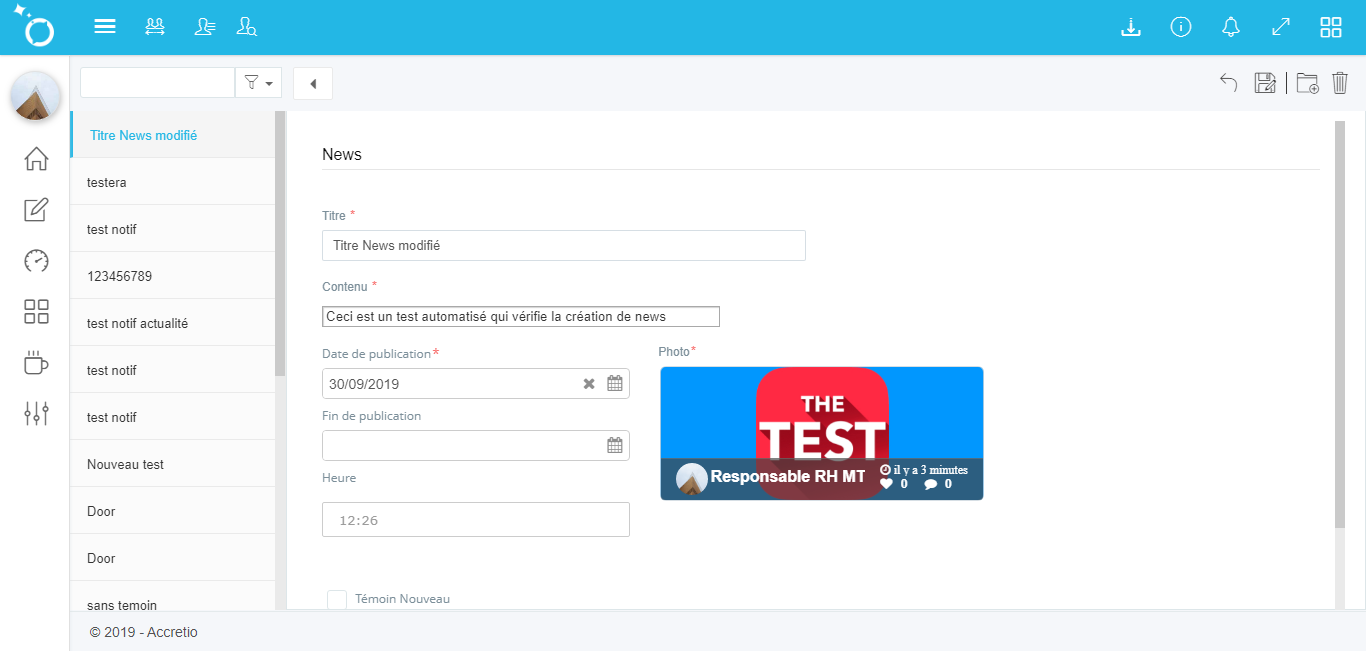 Titre News modifié
testera
test notif
123456789
test notif actualité
test notif
test notif
Nouveau test
Door
Door
sans temoin
News
Titre *
Titre News modifié
Contenu *
Ceci est un test automatisé qui vérifie la création de news
Date de publication*
30/09/2019
Fin de publication
Heure
12:26
Photo*
THE
TEST
Responsable RH MT
il y a 3 minutes
0 0
Témoin Nouveau
© 2019 - Accretio